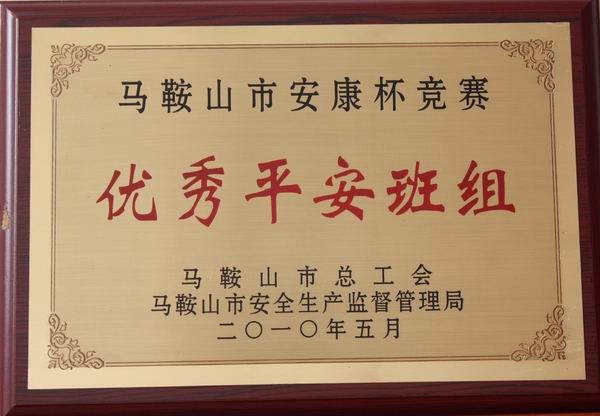 马鞍山市安康杯竞赛
优秀平安班组
马鞍山市总工会
马鞍山市安全生产监督管理局
二〇一〇年五月